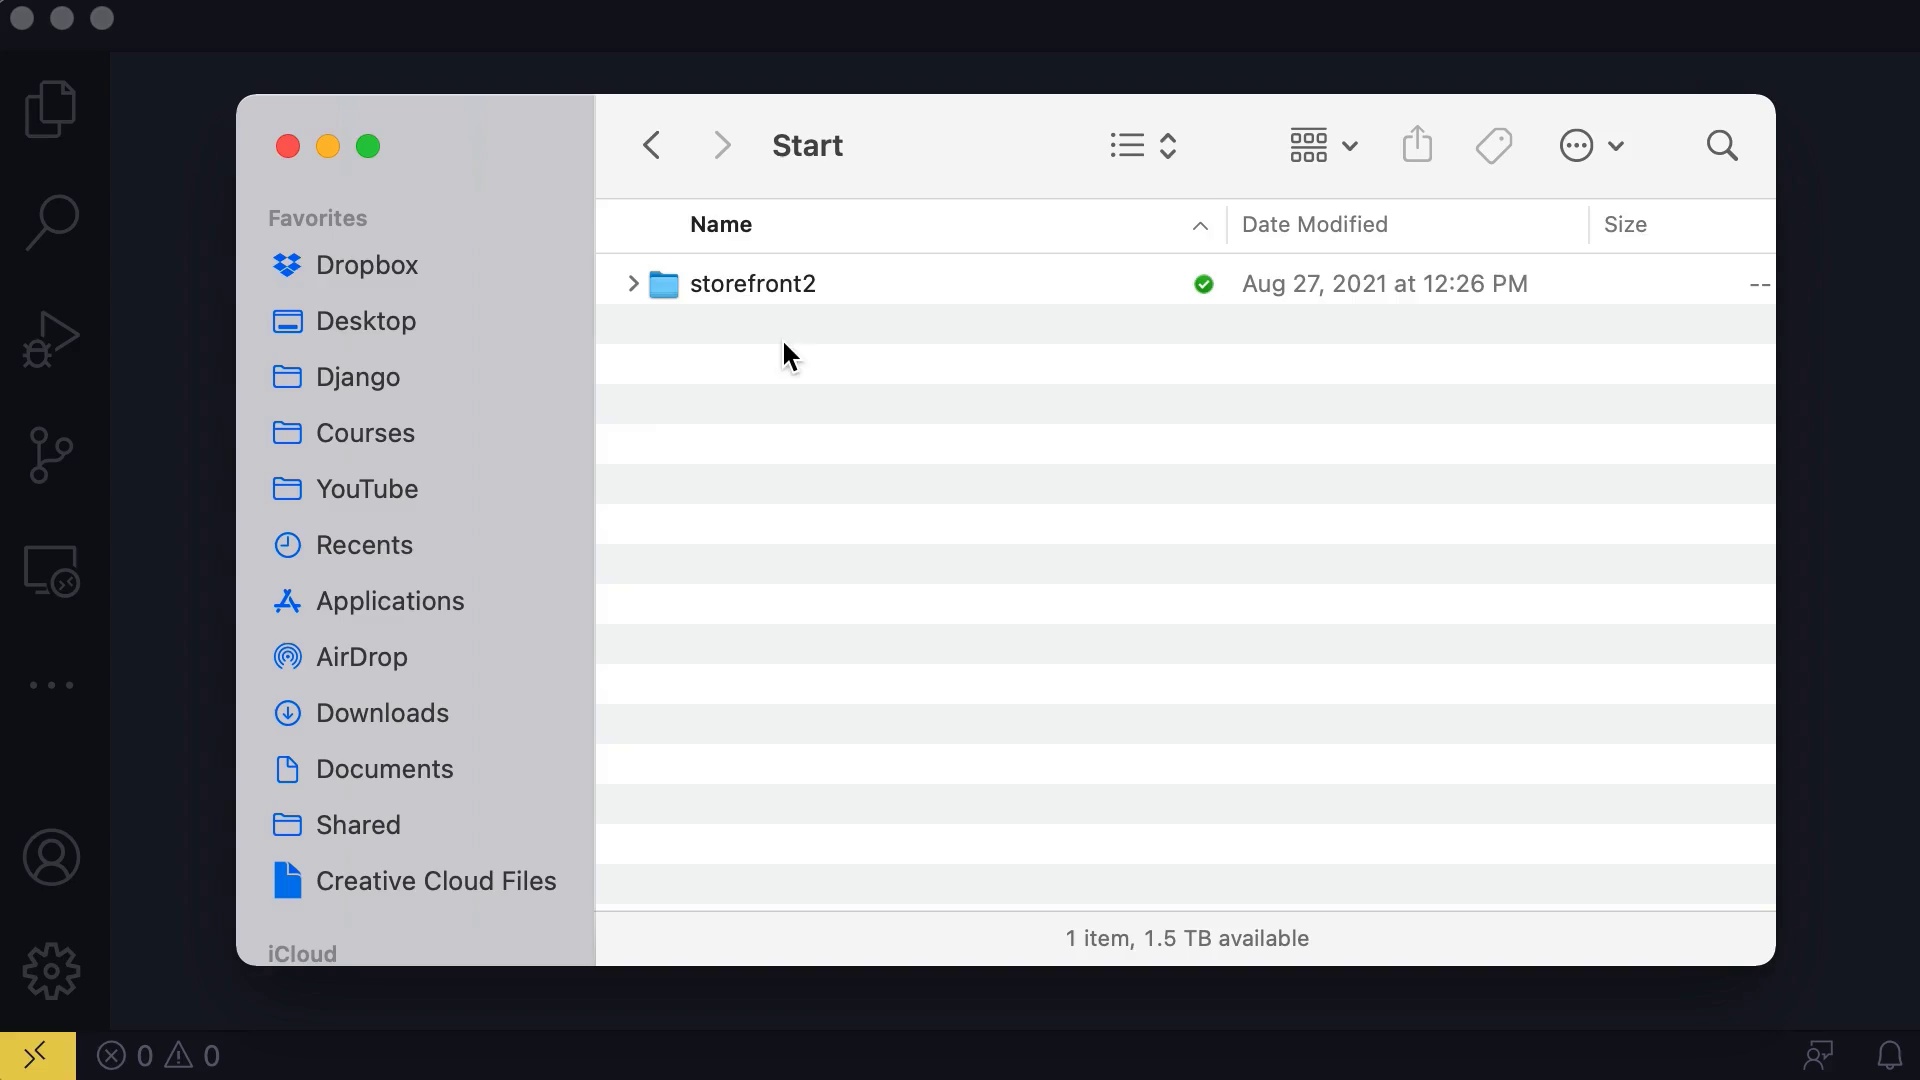 Start
Favorites
Dropbox
Desktop
Django
Courses
YouTube
Recents
Applications
AirDrop
Downloads
Documents
Shared
Creative Cloud Files
iCloud
Name Date Modified Size
storefront2 Aug 27, 2021 at 12:26 PM --
1 item, 1.5 TB available
0 0